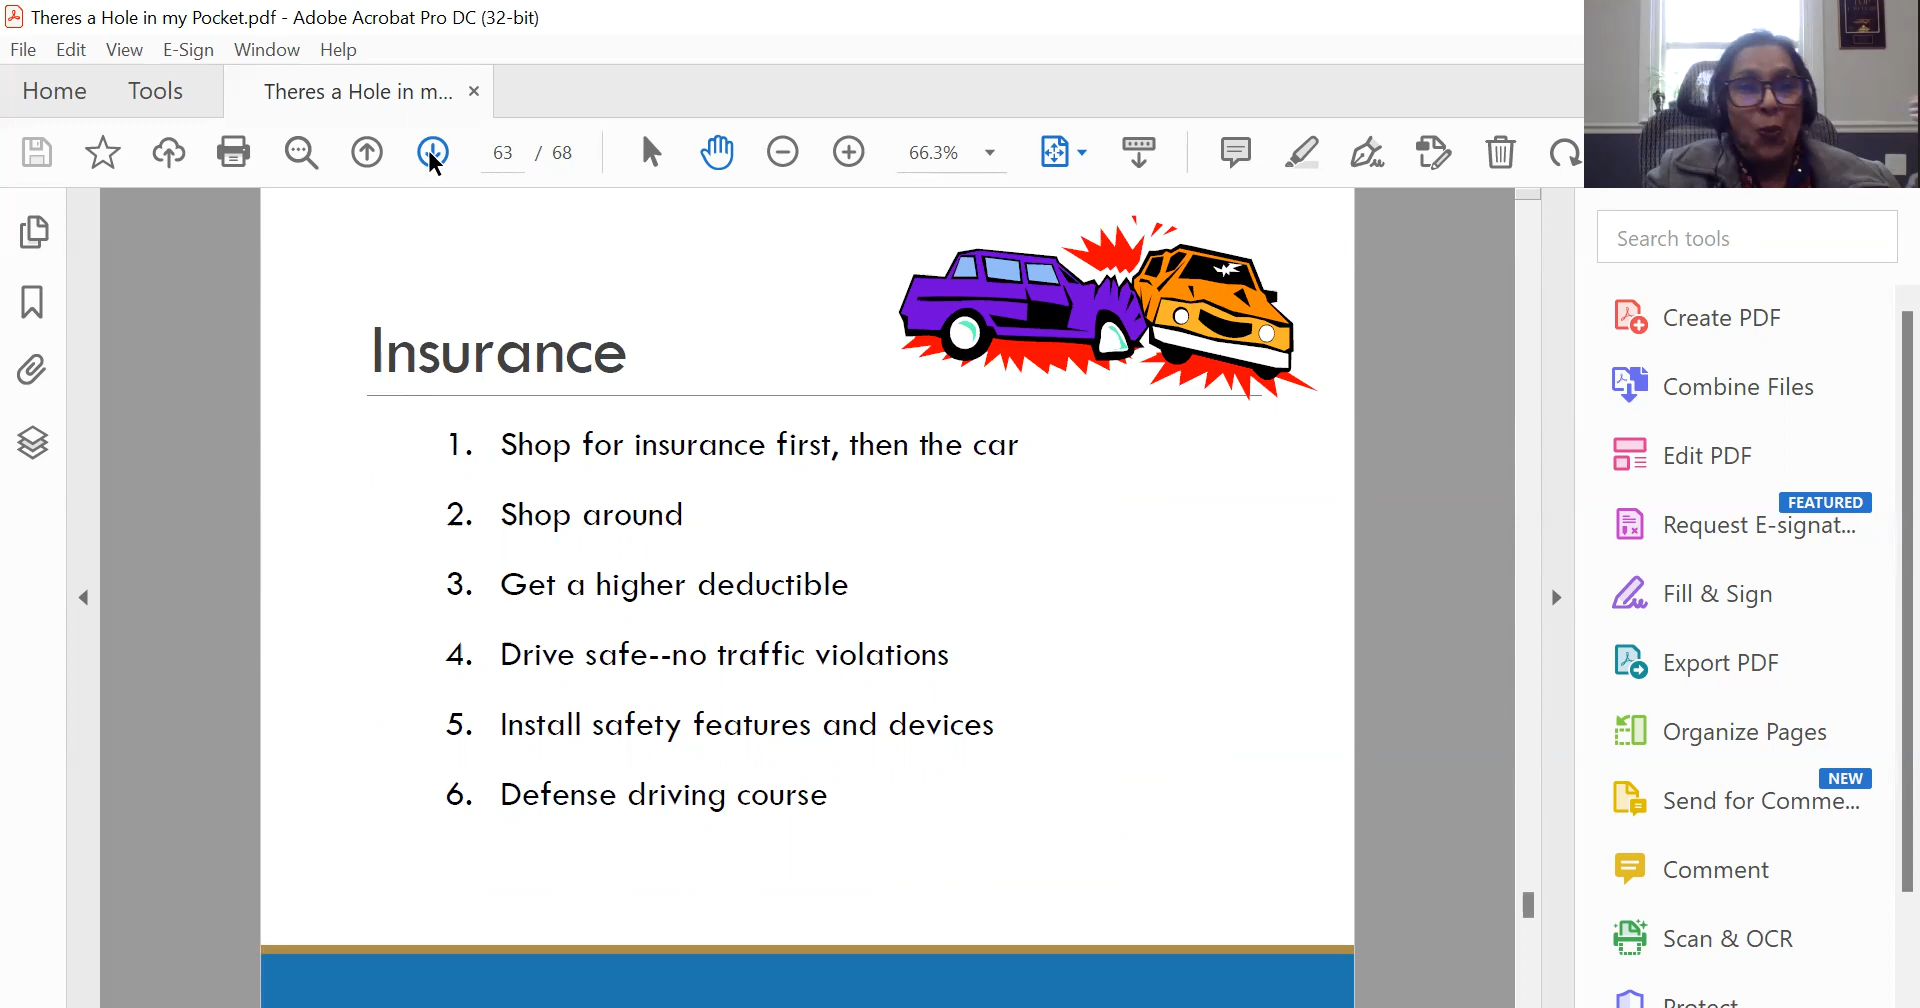 Theres a Hole in my Pocket.pdf - Adobe Acrobat Pro DC (32-bit)
File Edit View E-Sign Window Help
Home Tools Theres a Hole in m... ×
63 / 68 66.3%
Search tools
Insurance
1. Shop for insurance first, then the car
2. Shop around
3. Get a higher deductible
4. Drive safe--no traffic violations
5. Install safety features and devices
6. Defense driving course
Create PDF
Combine Files
Edit PDF
FEATURED
Request E-signat...
Fill & Sign
Export PDF
Organize Pages
NEW
Send for Comme...
Comment
Scan & OCR
Protect